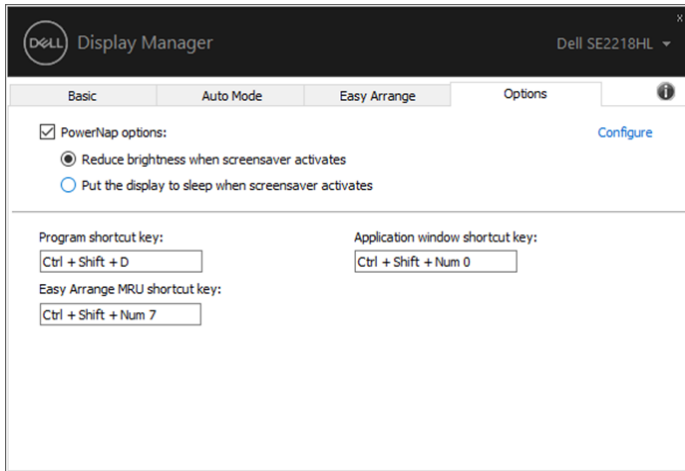 x
DELL Display Manager Dell SE2218HL
Basic Auto Mode Easy Arrange Options i
PowerNap options: Configure
Reduce brightness when screensaver activates
Put the display to sleep when screensaver activates
Program shortcut key: Application window shortcut key:
Ctrl + Shift + D Ctrl + Shift + Num 0
Easy Arrange MRU shortcut key:
Ctrl + Shift + Num 7